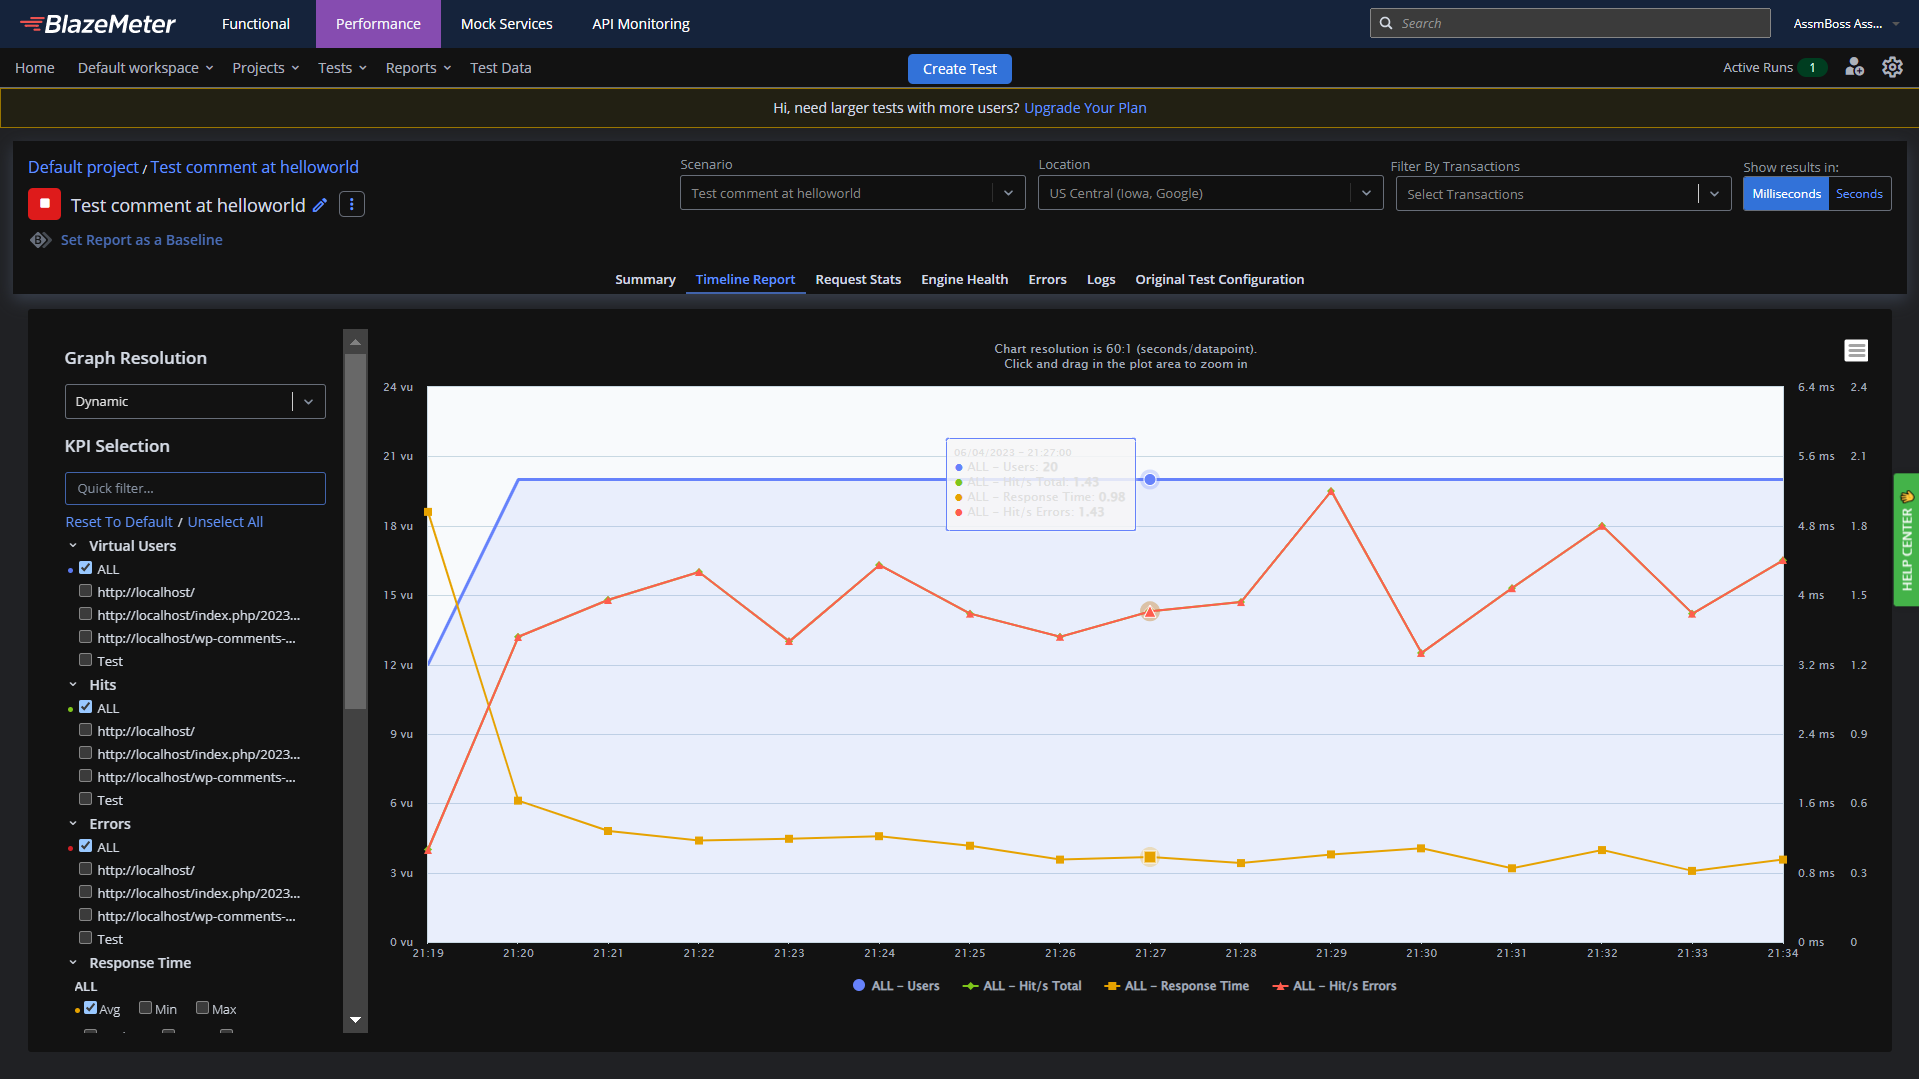 BlazeMeter
Functional
Performance
Mock Services
API Monitoring
Search
AssmBoss Ass...
Home
Default workspace
Projects
Tests
Reports
Test Data
Create Test
Active Runs 1
Hi, need larger tests with more users? Upgrade Your Plan
Default project / Test comment at helloworld
Test comment at helloworld
Set Report as a Baseline
Scenario
Test comment at helloworld
Location
US Central (Iowa, Google)
Filter By Transactions
Select Transactions
Show results in:
Milliseconds
Seconds
Summary
Timeline Report
Request Stats
Engine Health
Errors
Logs
Original Test Configuration
Graph Resolution
Dynamic
KPI Selection
Quick filter...
Reset To Default / Unselect All
Virtual Users
ALL
http://localhost/
http://localhost/index.php/2023...
http://localhost/wp-comments-...
Test
Hits
ALL
http://localhost/
http://localhost/index.php/2023...
http://localhost/wp-comments-...
Test
Errors
ALL
http://localhost/
http://localhost/index.php/2023...
http://localhost/wp-comments-...
Test
Response Time
ALL
Avg Min Max
Chart resolution is 60:1 (seconds/datapoint).
Click and drag in the plot area to zoom in
24 vu
21 vu
18 vu
15 vu
12 vu
9 vu
6 vu
3 vu
0 vu
06/04/2023 - 21:27:00
ALL - Users: 20
ALL - Hit/s Total: 1.43
ALL - Response Time: 0.98
ALL - Hit/s Errors: 1.43
6.4 ms 2.4
5.6 ms 2.1
4.8 ms 1.8
4 ms 1.5
3.2 ms 1.2
2.4 ms 0.9
1.6 ms 0.6
0.8 ms 0.3
0 ms 0
21:19 21:20 21:21 21:22 21:23 21:24 21:25 21:26 21:27 21:28 21:29 21:30 21:31 21:32 21:33 21:34
ALL - Users
ALL - Hit/s Total
ALL - Response Time
ALL - Hit/s Errors
HELP CENTER